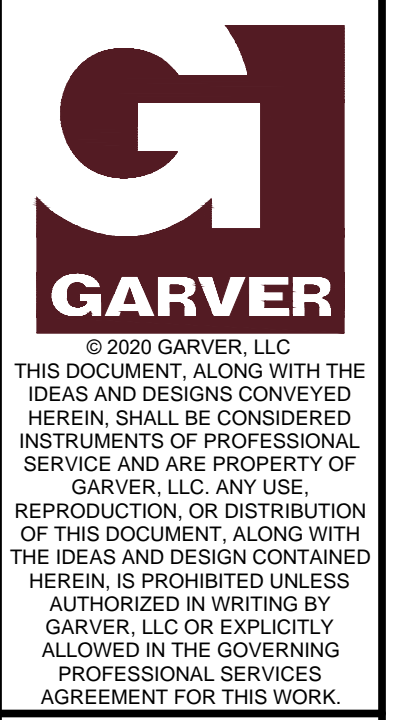 GARVER
© 2020 GARVER, LLC
THIS DOCUMENT, ALONG WITH THE
IDEAS AND DESIGNS CONVEYED
HEREIN, SHALL BE CONSIDERED
INSTRUMENTS OF PROFESSIONAL
SERVICE AND ARE PROPERTY OF
GARVER, LLC. ANY USE,
REPRODUCTION, OR DISTRIBUTION
OF THIS DOCUMENT, ALONG WITH
THE IDEAS AND DESIGN CONTAINED
HEREIN, IS PROHIBITED UNLESS
AUTHORIZED IN WRITING BY
GARVER, LLC OR EXPLICITLY
ALLOWED IN THE GOVERNING
PROFESSIONAL SERVICES
AGREEMENT FOR THIS WORK.